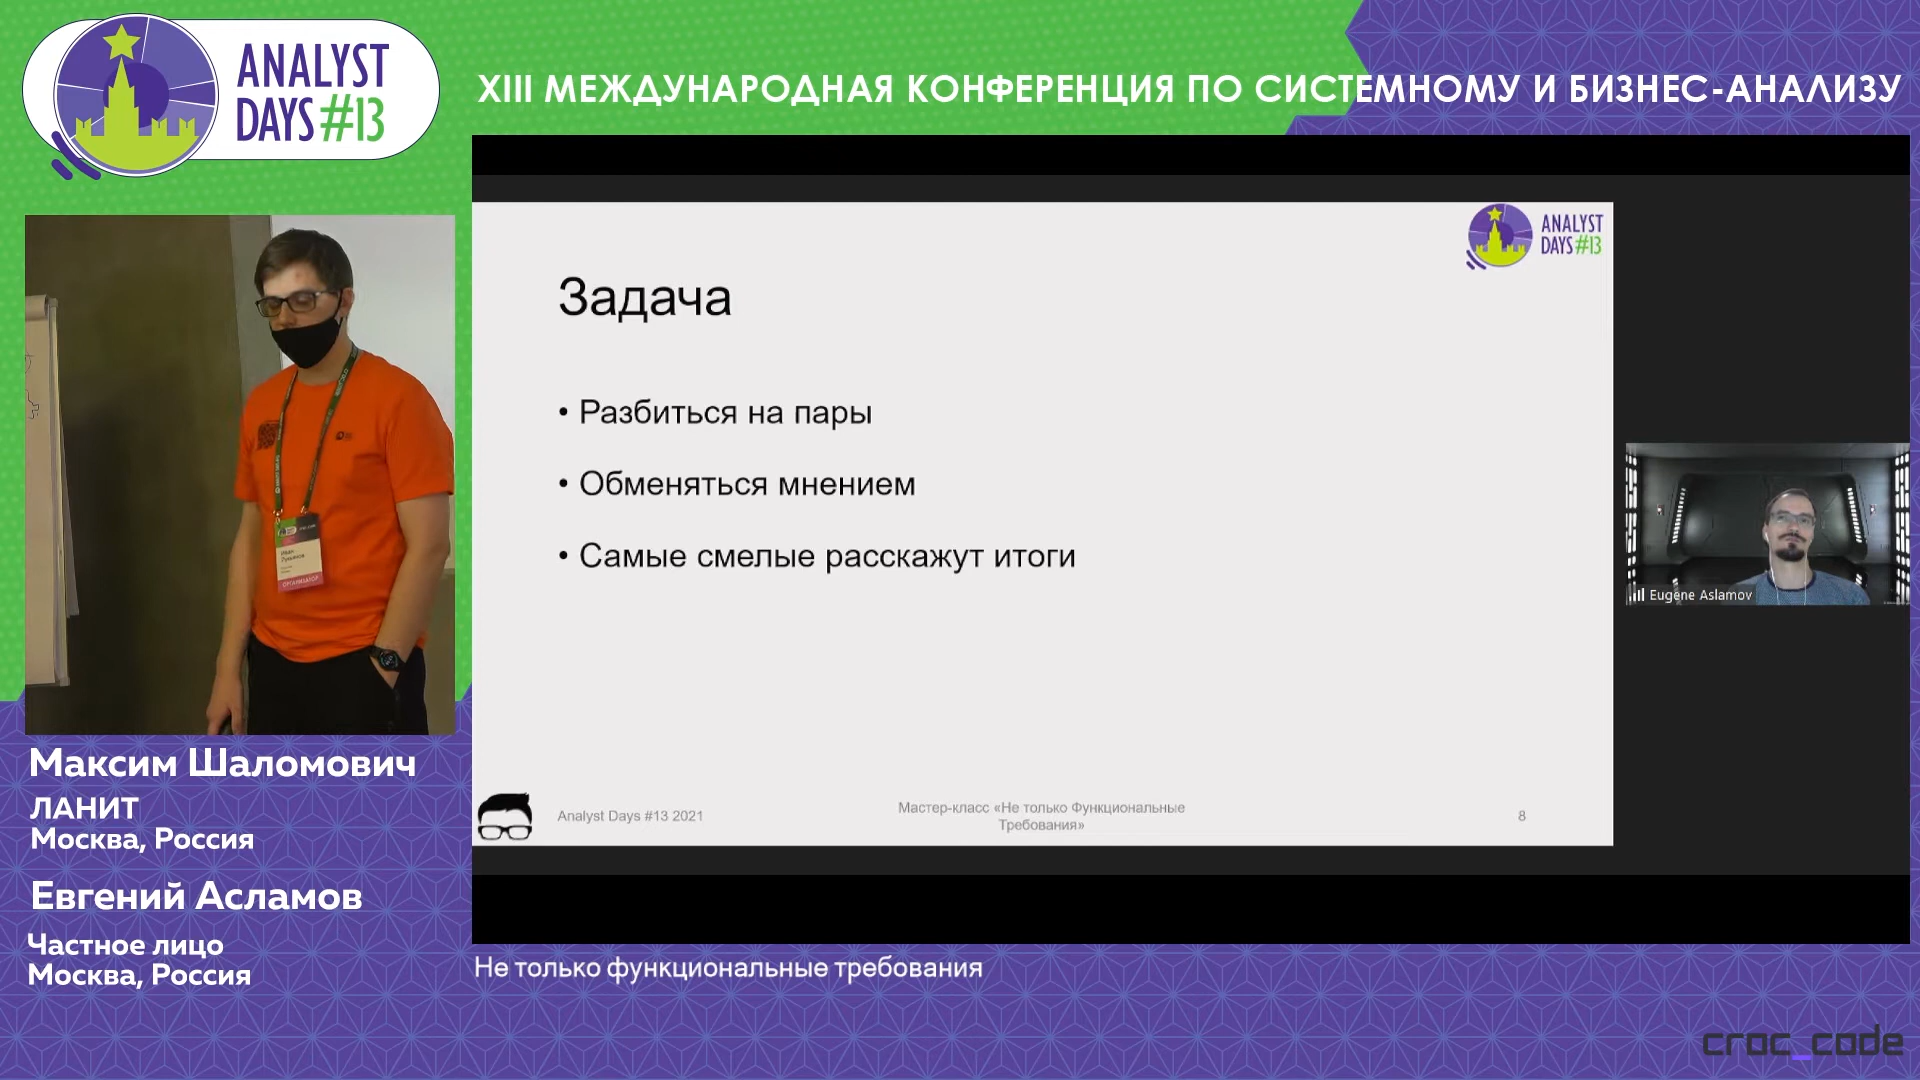 ANALYST
DAYS #13
XIII МЕЖДУНАРОДНАЯ КОНФЕРЕНЦИЯ ПО СИСТЕМНОМУ И БИЗНЕС-АНАЛИЗУ
ANALYST
DAYS #13
Задача
• Разбиться на пары
• Обменяться мнением
• Самые смелые расскажут итоги
Analyst Days #13 2021
Мастер-класс «Не только Функциональные
Требования»
8
Eugene Aslamov
ОРГАНИЗАТОР
Максим Шаломович
ЛАНИТ
Москва, Россия
Евгений Асламов
Частное лицо
Москва, Россия
Не только функциональные требования
croc_code